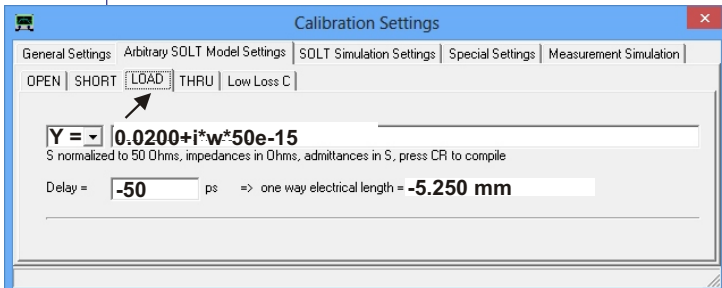 Calibration Settings
General Settings Arbitrary SOLT Model Settings SOLT Simulation Settings Special Settings Measurement Simulation
OPEN SHORT LOAD THRU Low Loss C
Y = 0.0200+i*w*50e-15
S normalized to 50 Ohms, impedances in Ohms, admittances in S, press CR to compile
Delay = -50 ps => one way electrical length = -5.250 mm